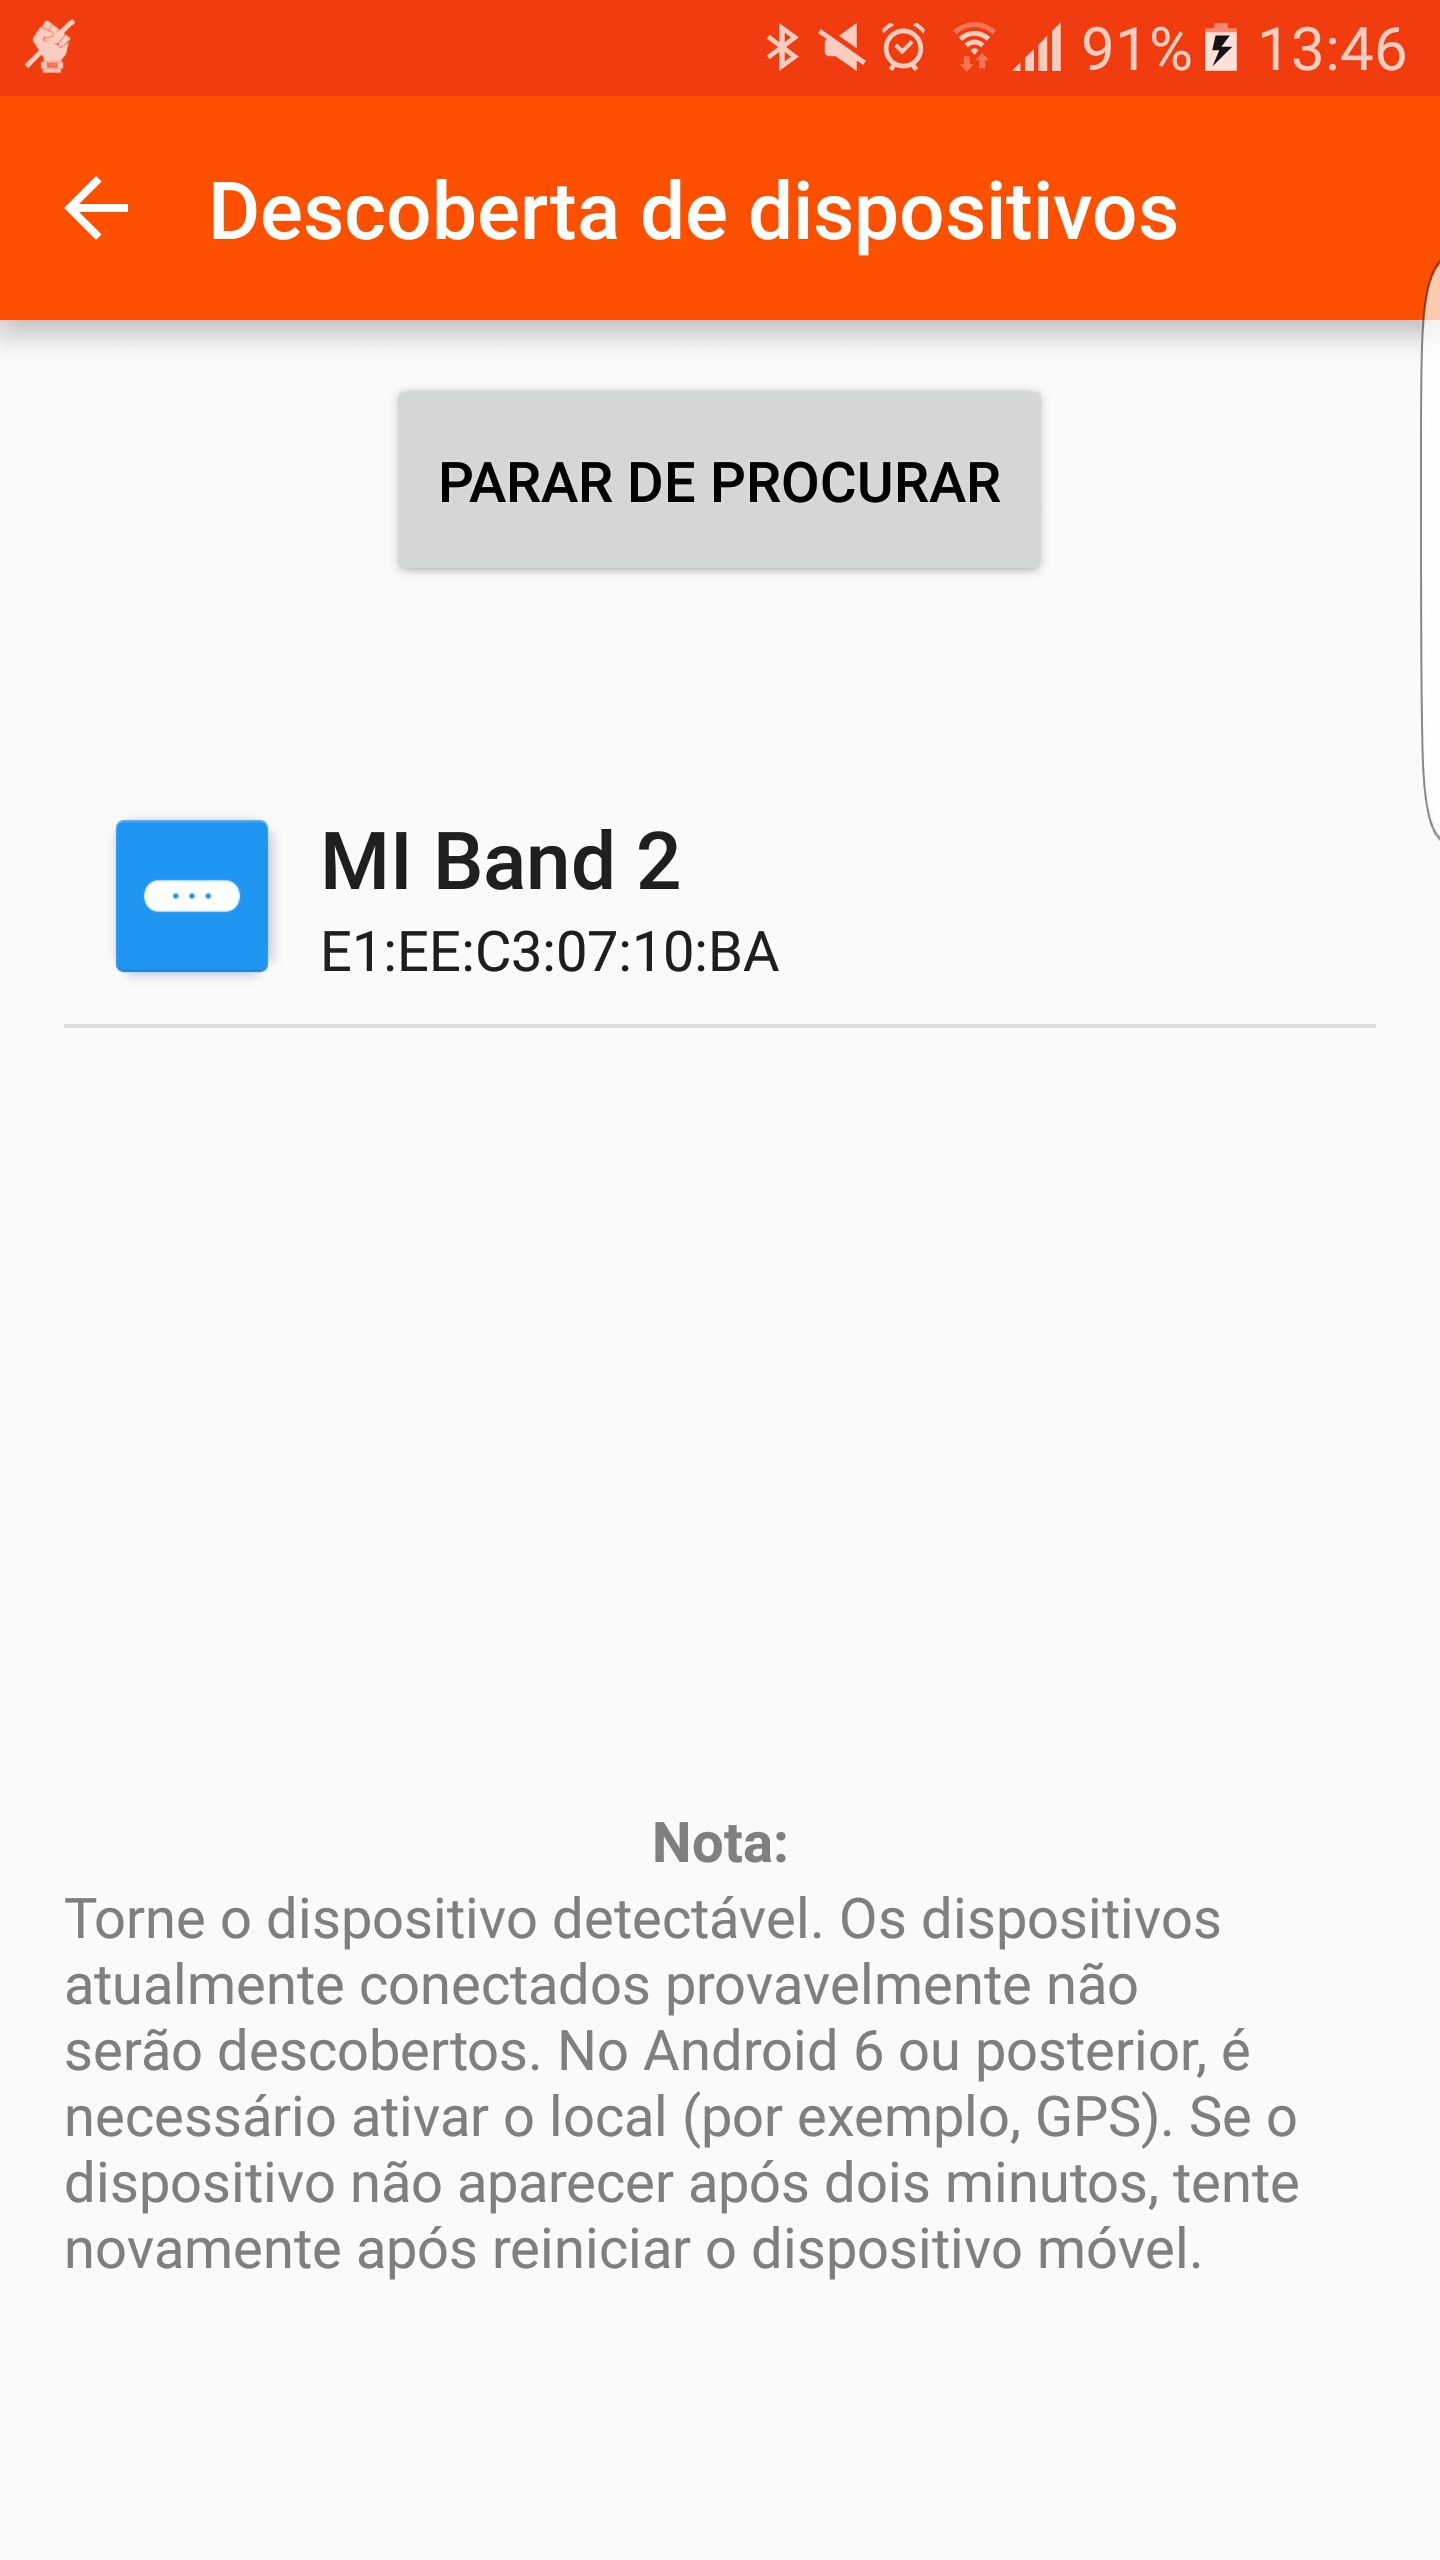 91% 13:46
Descoberta de dispositivos
PARAR DE PROCURAR
MI Band 2
E1:EE:C3:07:10:BA
Nota:
Torne o dispositivo detectável. Os dispositivos
atualmente conectados provavelmente não
serão descobertos. No Android 6 ou posterior, é
necessário ativar o local (por exemplo, GPS). Se o
dispositivo não aparecer após dois minutos, tente
novamente após reiniciar o dispositivo móvel.